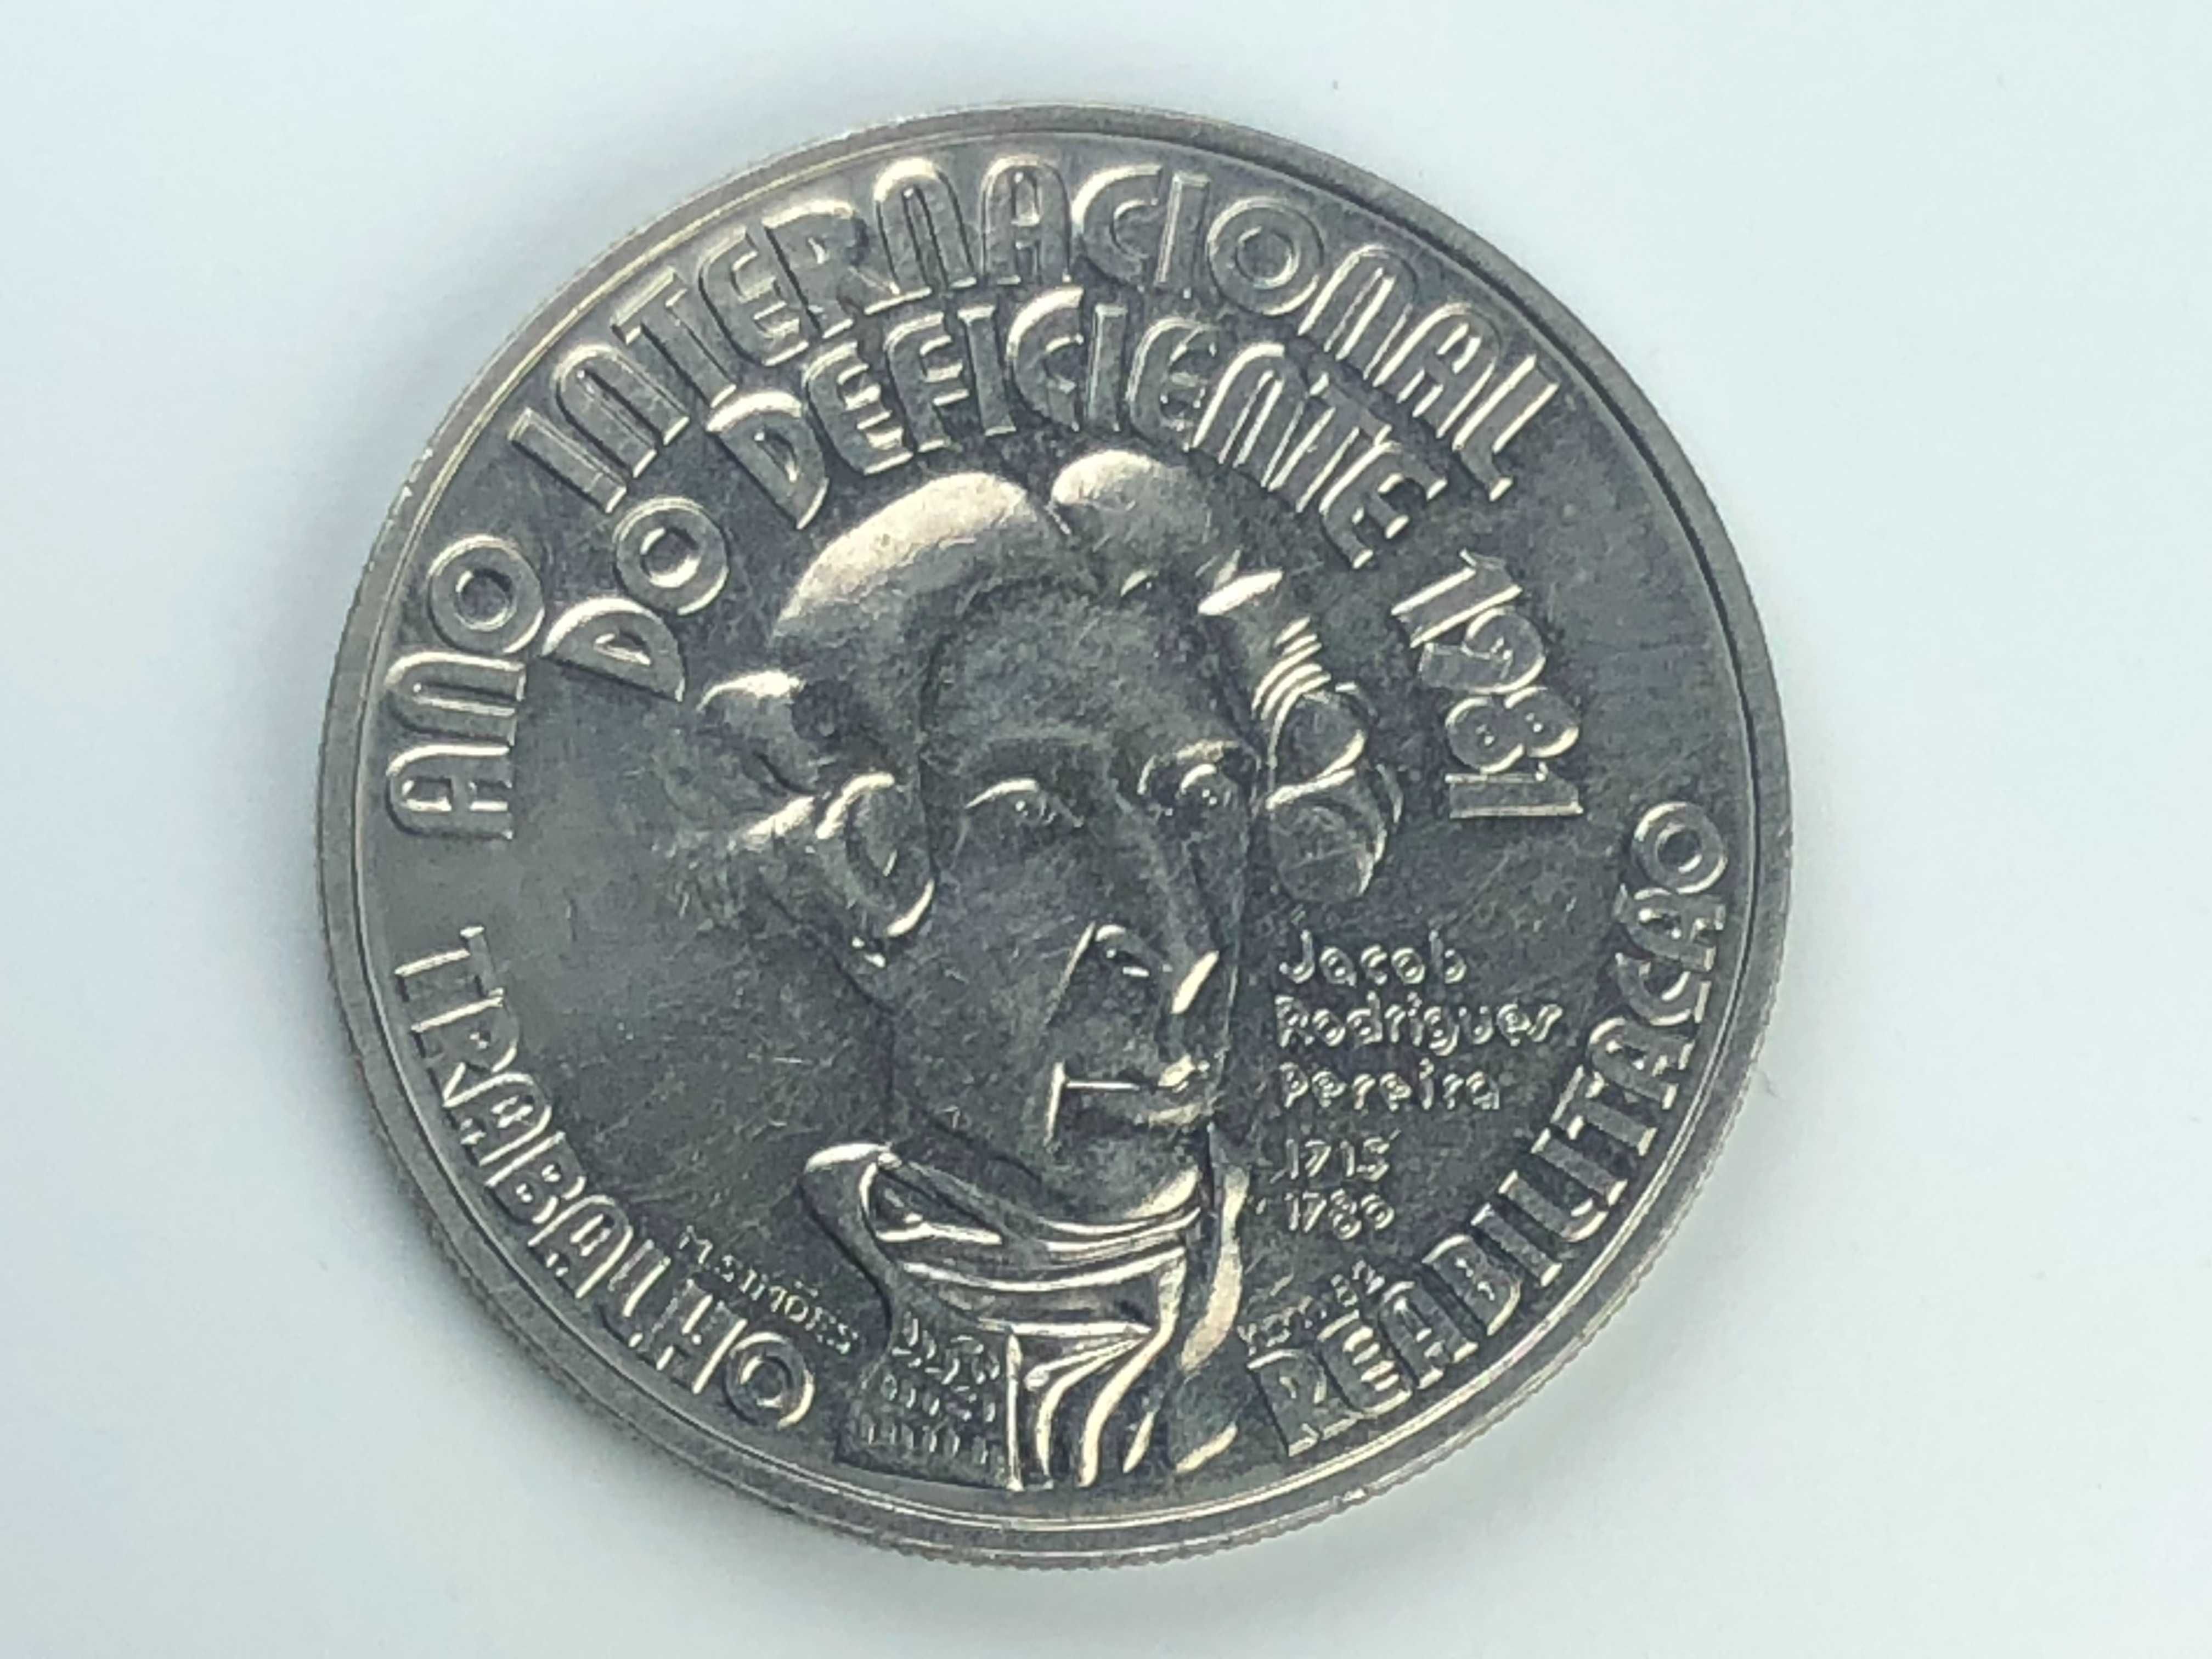 ANO INTERNACIONAL
DO DEFICIENTE 1981
Jacob
Rodrigues
Pereira
1715
1780
TRABALHO
REABILITAÇÃO
M.SIMÕES